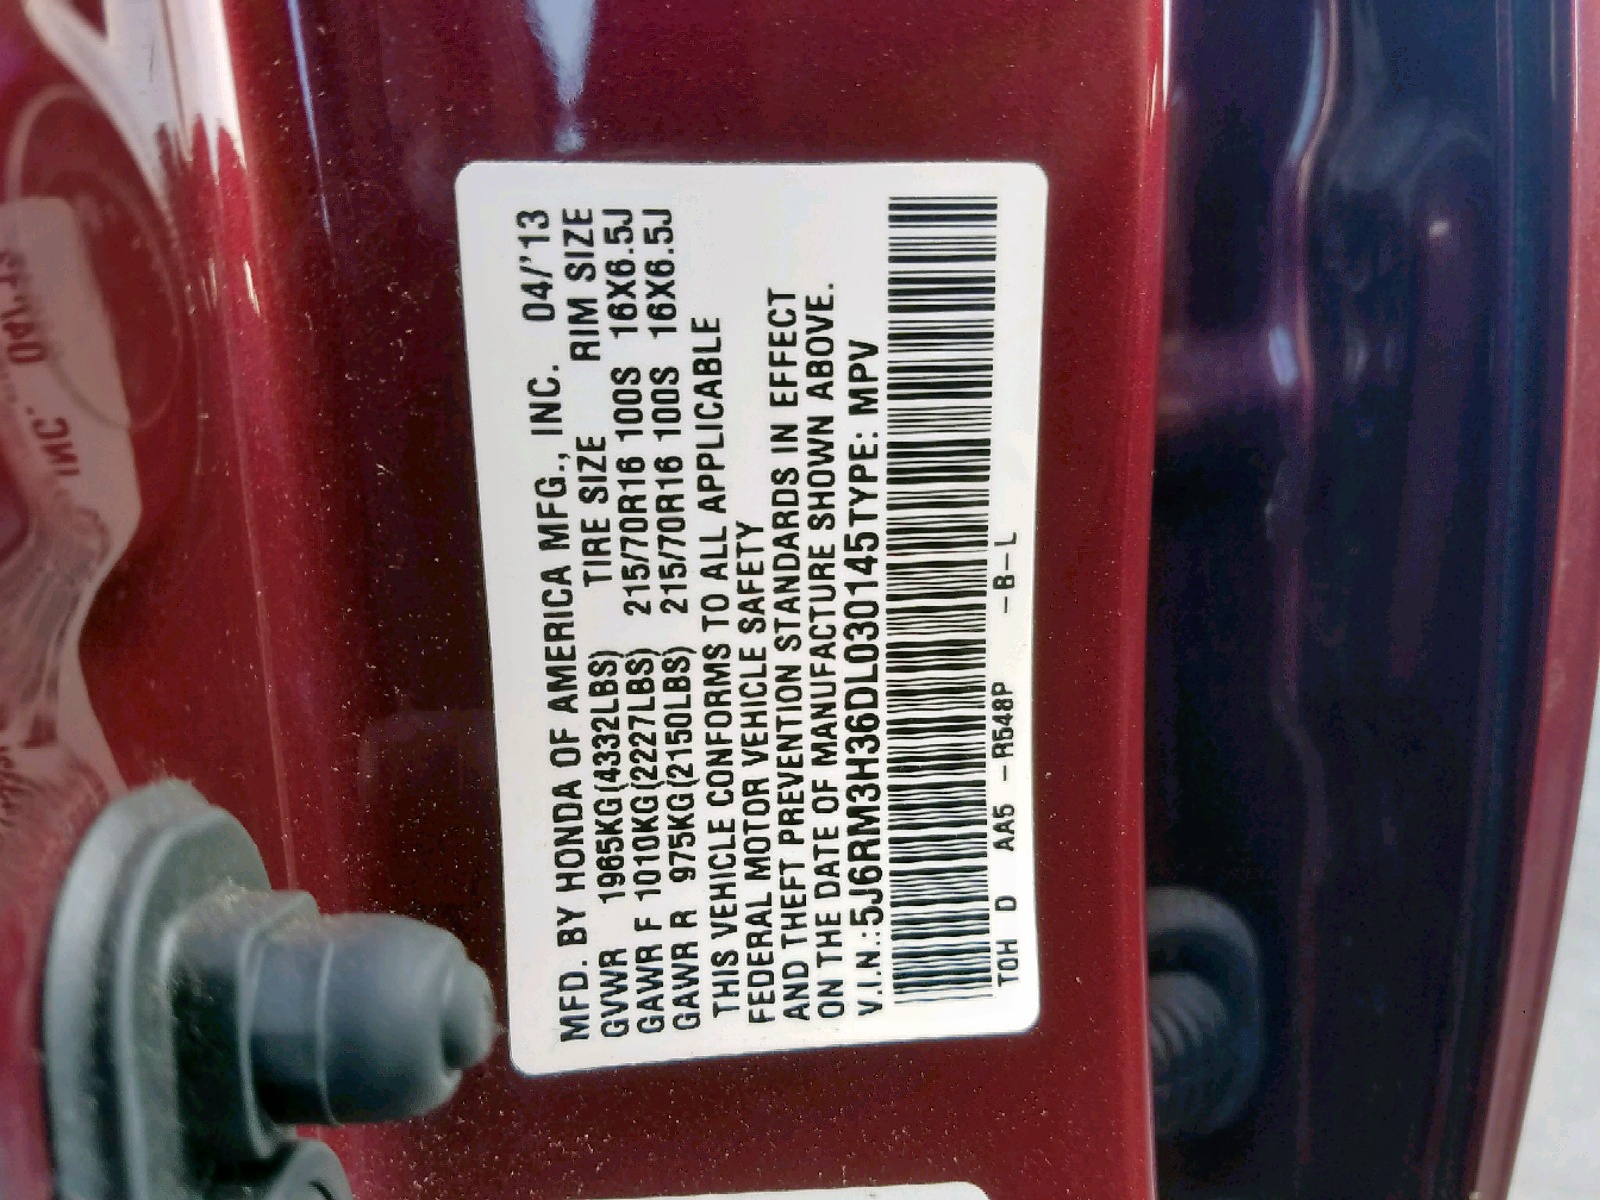 MFD. BY HONDA OF AMERICA MFG., INC. 04/'13
GVWR 1965KG(4332LBS) TIRE SIZE RIM SIZE
GAWR F 1010KG(2227LBS) 215/70R16 100S 16X6.5J
GAWR R 975KG(2150LBS) 215/70R16 100S 16X6.5J
THIS VEHICLE CONFORMS TO ALL APPLICABLE
FEDERAL MOTOR VEHICLE SAFETY
AND THEFT PREVENTION STANDARDS IN EFFECT
ON THE DATE OF MANUFACTURE SHOWN ABOVE.
V.I.N.:5J6RM3H36DL030145TYPE: MPV
TOH D AA5 -R548P -B-L
INC.